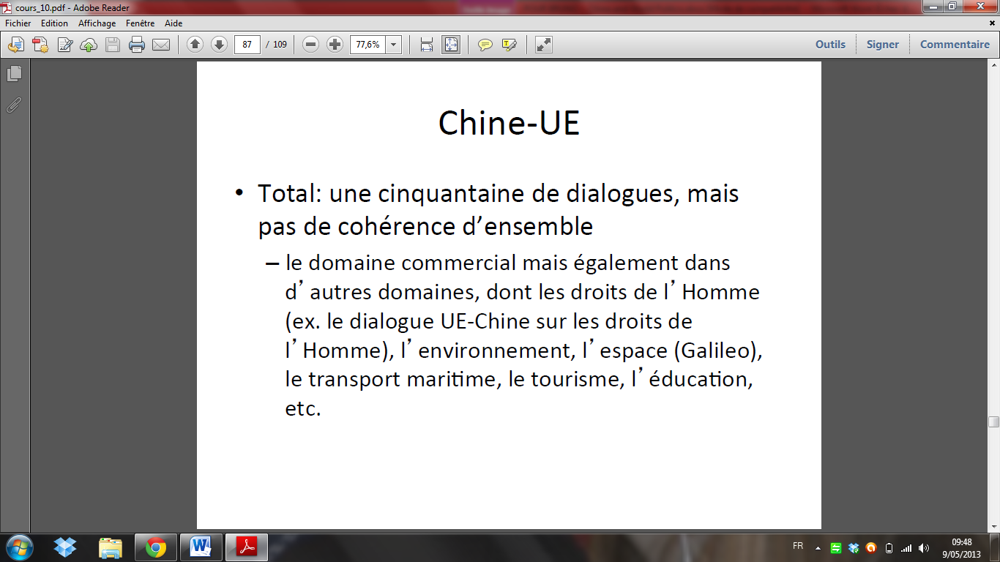 cours_10.pdf - Adobe Reader
Fichier Edition Affichage Fenêtre Aide
87 / 109 77,6% Outils Signer Commentaire
Chine-UE
• Total: une cinquantaine de dialogues, mais
pas de cohérence d’ensemble
– le domaine commercial mais également dans
d’ autres domaines, dont les droits de l’ Homme
(ex. le dialogue UE-Chine sur les droits de
l’ Homme), l’ environnement, l’ espace (Galileo),
le transport maritime, le tourisme, l’ éducation,
etc.
FR
09:48
9/05/2013